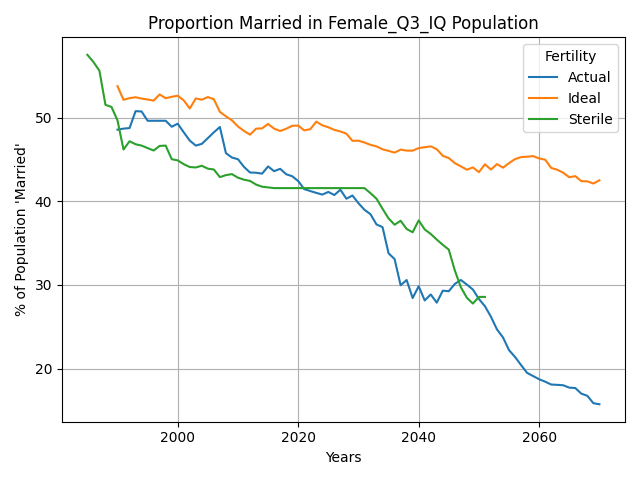 Proportion Married in Female_Q3_IQ Population
% of Population 'Married'
50
40
30
20
Fertility
Actual
Ideal
Sterile
2000
2020
2040
2060
Years